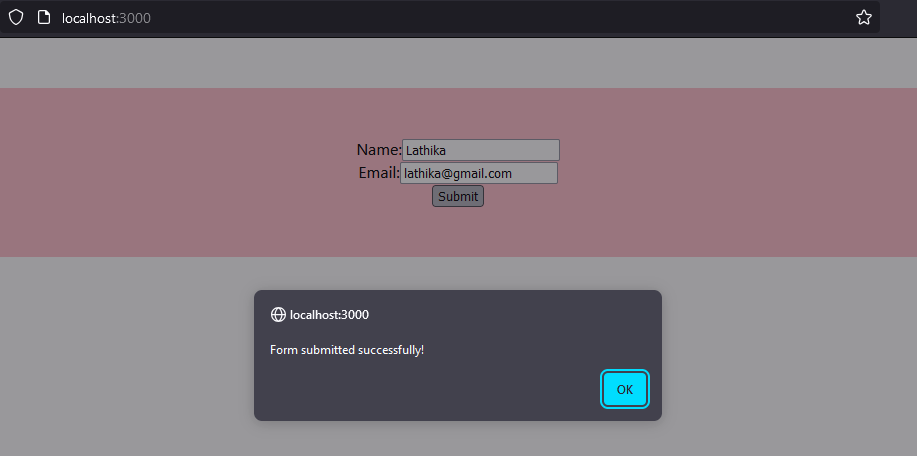 localhost:3000
Name: Lathika
Email: lathika@gmail.com
Submit
localhost:3000
Form submitted successfully!
OK